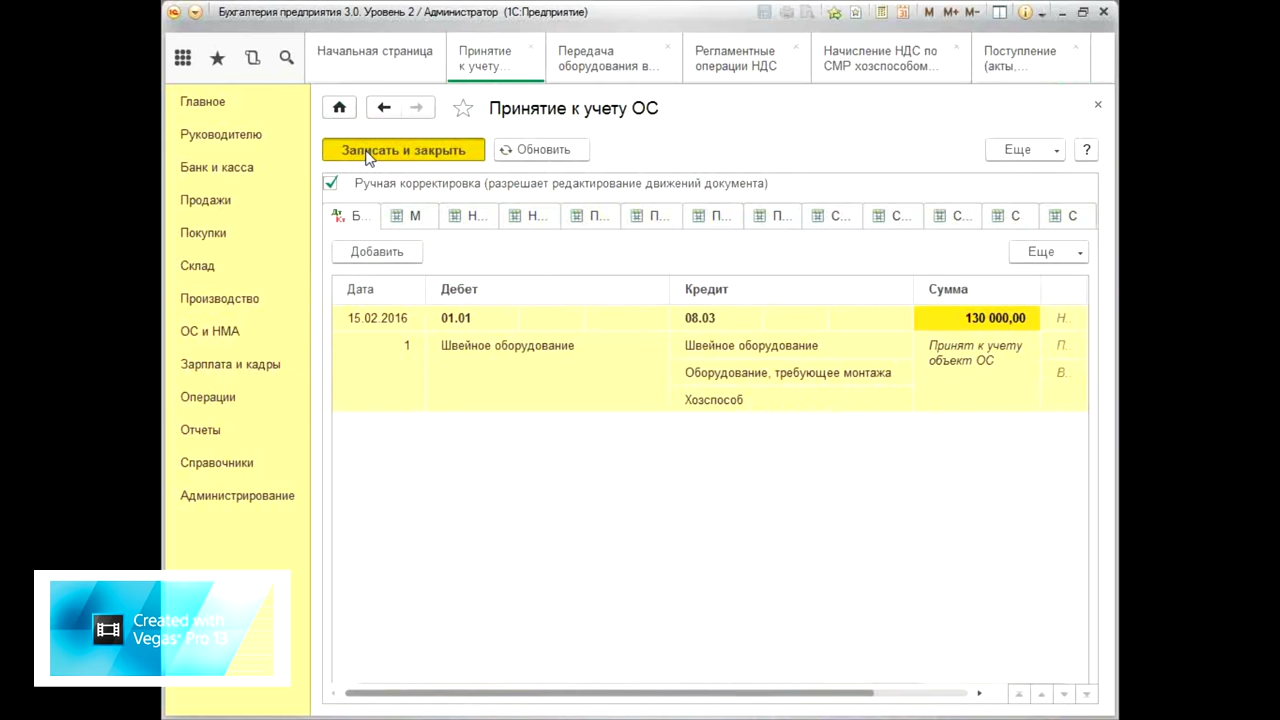 Бухгалтерия предприятия 3.0. Уровень 2 / Администратор (1С:Предприятие)
M M+ M-
Начальная страница
Принятие
к учету...
Передача
оборудования в...
Регламентные
операции НДС
Начисление НДС по
СМР хозспособом...
Поступление
(акты,...
Главное
Руководителю
Банк и касса
Продажи
Покупки
Склад
Производство
ОС и НМА
Зарплата и кадры
Операции
Отчеты
Справочники
Администрирование
Принятие к учету ОС
Записать и закрыть
Обновить
Еще
?
Ручная корректировка (разрешает редактирование движений документа)
Дт Кт Б... М Н... Н... П... П... П... П... С... С... С... С С
Добавить
Еще
Дата Дебет Кредит Сумма
15.02.2016 01.01 08.03 130 000,00 Н..
1 Швейное оборудование Швейное оборудование Принят к учету П..
объект ОС
Оборудование, требующее монтажа В..
Хозспособ
Created with
Vegas Pro 13